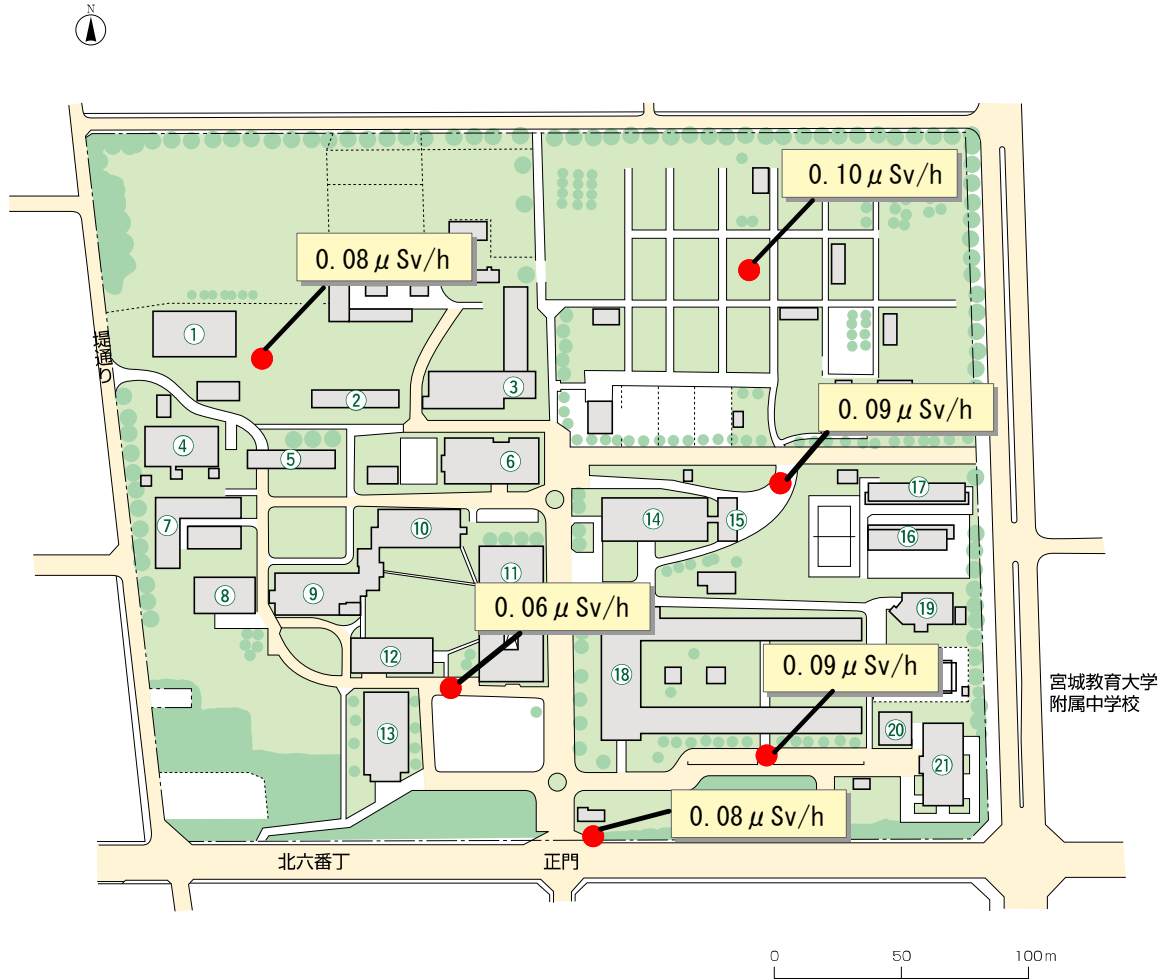 N
0.10μSv/h
0.08μSv/h
①
堤通り
③
②
0.09μSv/h
④
⑤
⑥
⑰
⑦
⑩
⑭
⑮
⑯
⑪
⑧
⑨
0.06μSv/h
⑲
⑫
⑱
0.09μSv/h
宮城教育大学
附属中学校
⑬
⑳
㉑
0.08μSv/h
北六番丁
正門
0
50
100m